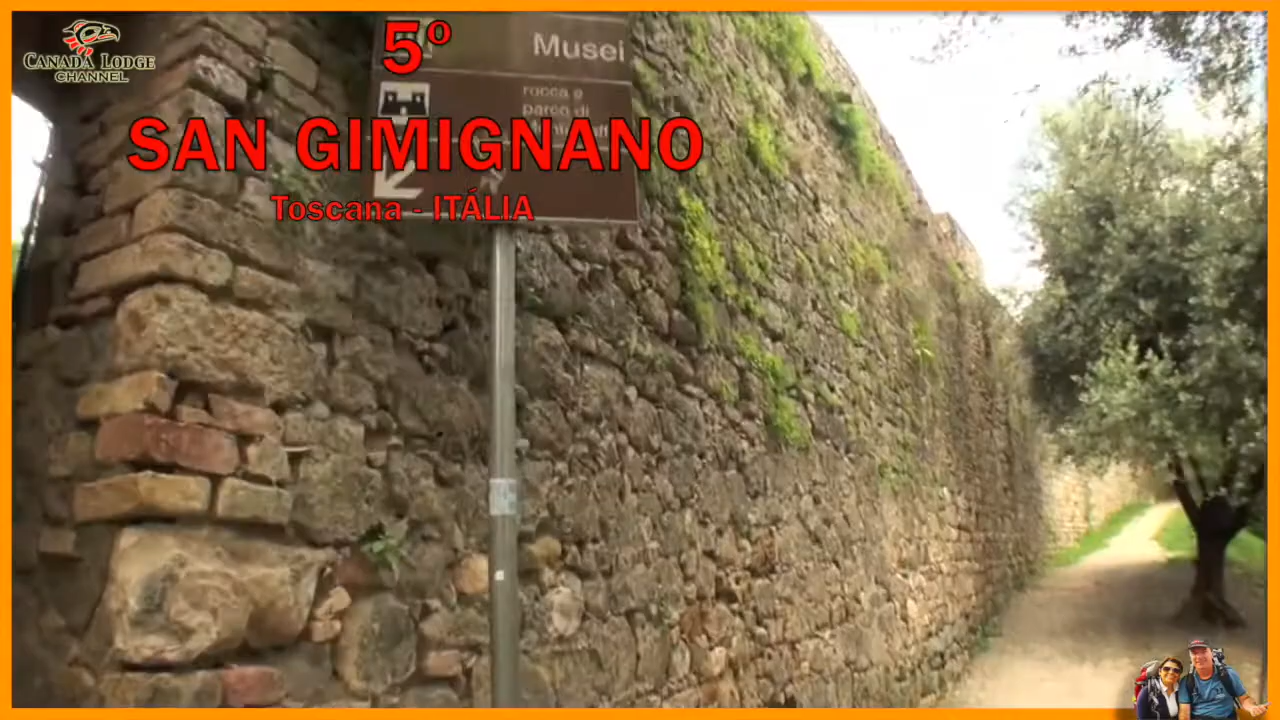 CANADA LODGE
CHANNEL
5º
Musei
rocca e
parco di
SAN GIMIGNANO
Toscana - ITÁLIA